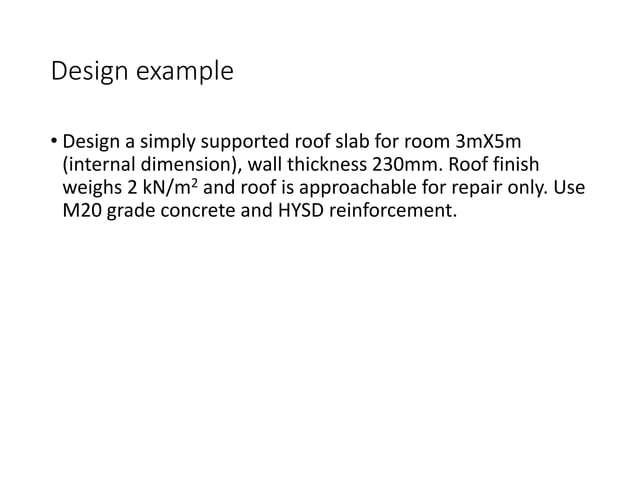 Design example
• Design a simply supported roof slab for room 3mX5m
(internal dimension), wall thickness 230mm. Roof finish
weighs 2 kN/m² and roof is approachable for repair only. Use
M20 grade concrete and HYSD reinforcement.